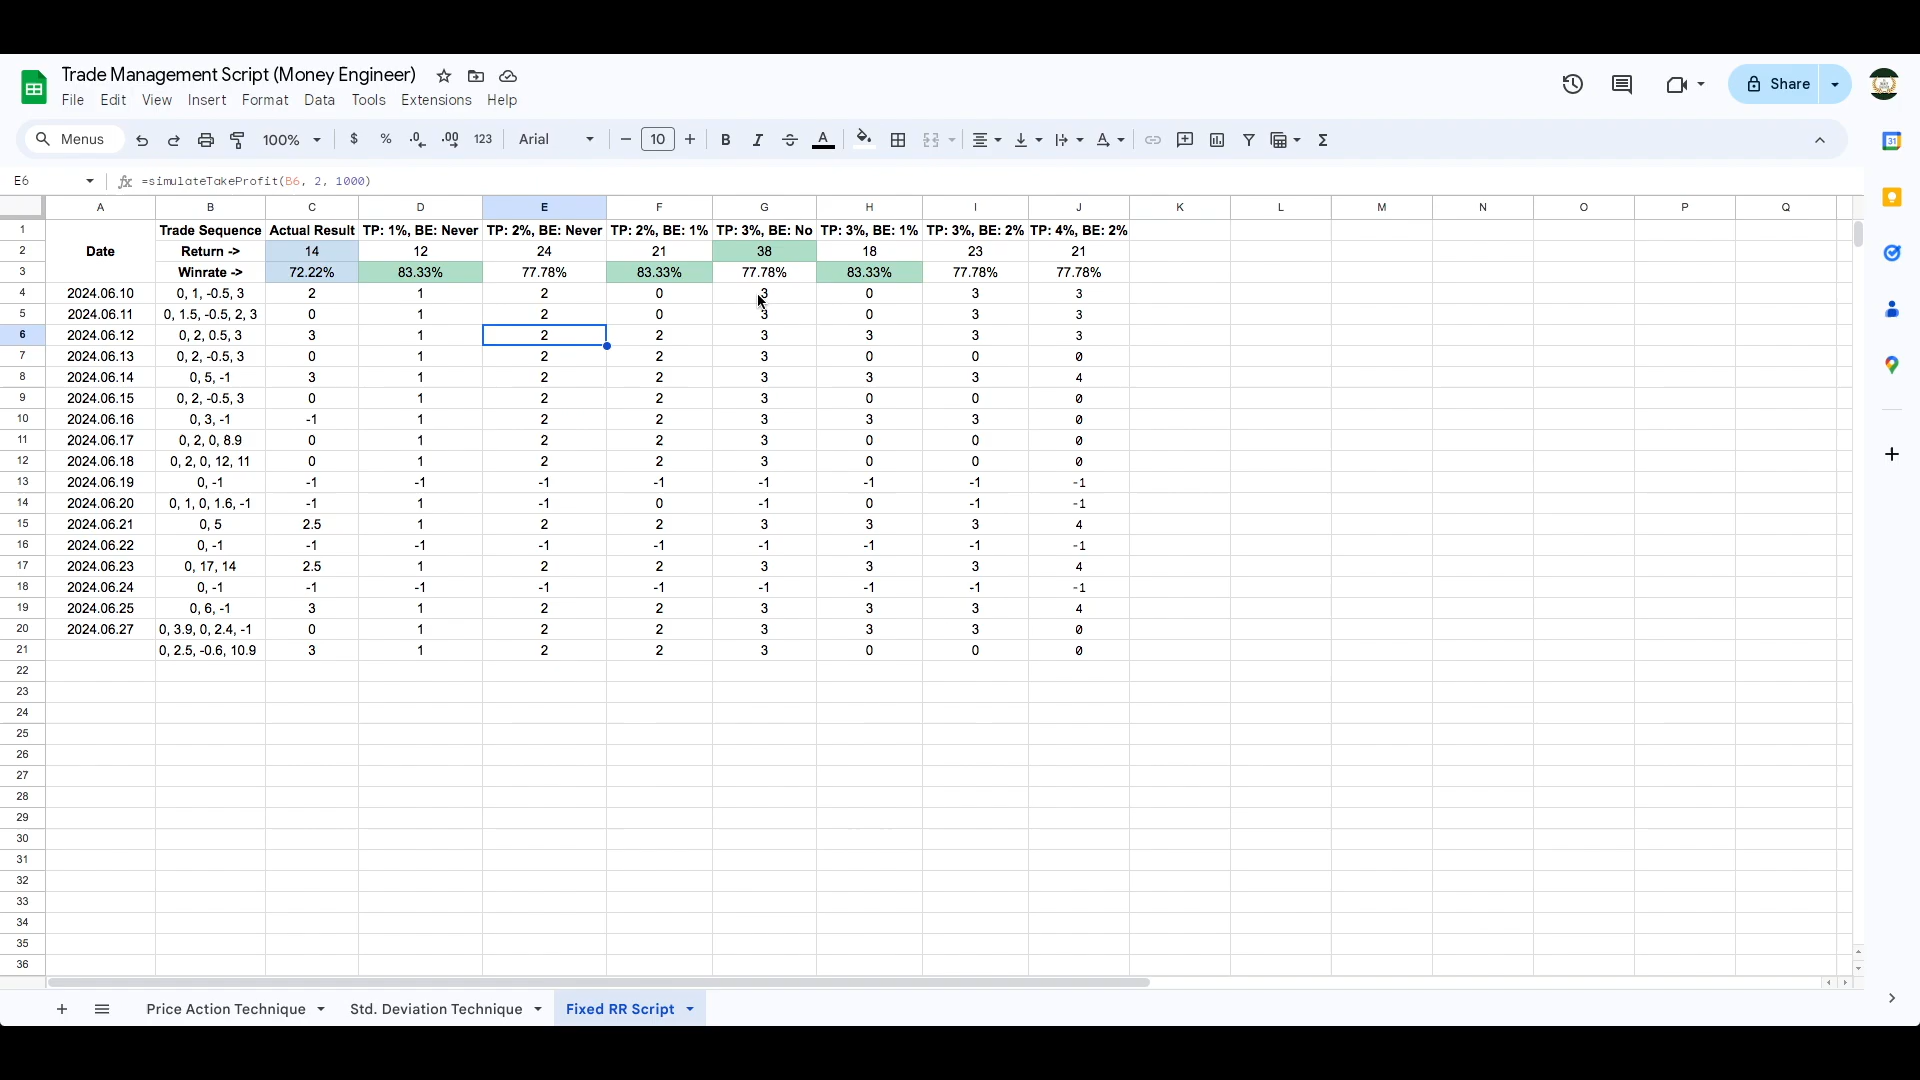 Trade Management Script (Money Engineer)
File Edit View Insert Format Data Tools Extensions Help
Share
Menus 100% $ % .0 .00 123 Arial 10 B I A Σ
31
E6 fx =simulateTakeProfit(B6, 2, 1000)
A B C D E F G H I J K L M N O P Q
1 Trade Sequence Actual Result TP: 1%, BE: Never TP: 2%, BE: Never TP: 2%, BE: 1% TP: 3%, BE: No TP: 3%, BE: 1% TP: 3%, BE: 2% TP: 4%, BE: 2%
2 Date Return -> 14 12 24 21 38 18 23 21
3 Winrate -> 72.22% 83.33% 77.78% 83.33% 77.78% 83.33% 77.78% 77.78%
4 2024.06.10 0, 1, -0.5, 3 2 1 2 0 3 0 3 3
5 2024.06.11 0, 1.5, -0.5, 2, 3 0 1 2 0 3 0 3 3
6 2024.06.12 0, 2, 0.5, 3 3 1 2 2 3 3 3 3
7 2024.06.13 0, 2, -0.5, 3 0 1 2 2 3 0 0 0
8 2024.06.14 0, 5, -1 3 1 2 2 3 3 3 4
9 2024.06.15 0, 2, -0.5, 3 0 1 2 2 3 0 0 0
10 2024.06.16 0, 3, -1 -1 1 2 2 3 3 3 0
11 2024.06.17 0, 2, 0, 8.9 0 1 2 2 3 0 0 0
12 2024.06.18 0, 2, 0, 12, 11 0 1 2 2 3 0 0 0
13 2024.06.19 0, -1 -1 -1 -1 -1 -1 -1 -1 -1
14 2024.06.20 0, 1, 0, 1.6, -1 -1 1 -1 0 -1 0 -1 -1
15 2024.06.21 0, 5 2.5 1 2 2 3 3 3 4
16 2024.06.22 0, -1 -1 -1 -1 -1 -1 -1 -1 -1
17 2024.06.23 0, 17, 14 2.5 1 2 2 3 3 3 4
18 2024.06.24 0, -1 -1 -1 -1 -1 -1 -1 -1 -1
19 2024.06.25 0, 6, -1 3 1 2 2 3 3 3 4
20 2024.06.27 0, 3.9, 0, 2.4, -1 0 1 2 2 3 3 3 0
21 0, 2.5, -0.6, 10.9 3 1 2 2 3 0 0 0
22
23
24
25
26
27
28
29
30
31
32
33
34
35
36
Price Action Technique Std. Deviation Technique Fixed RR Script